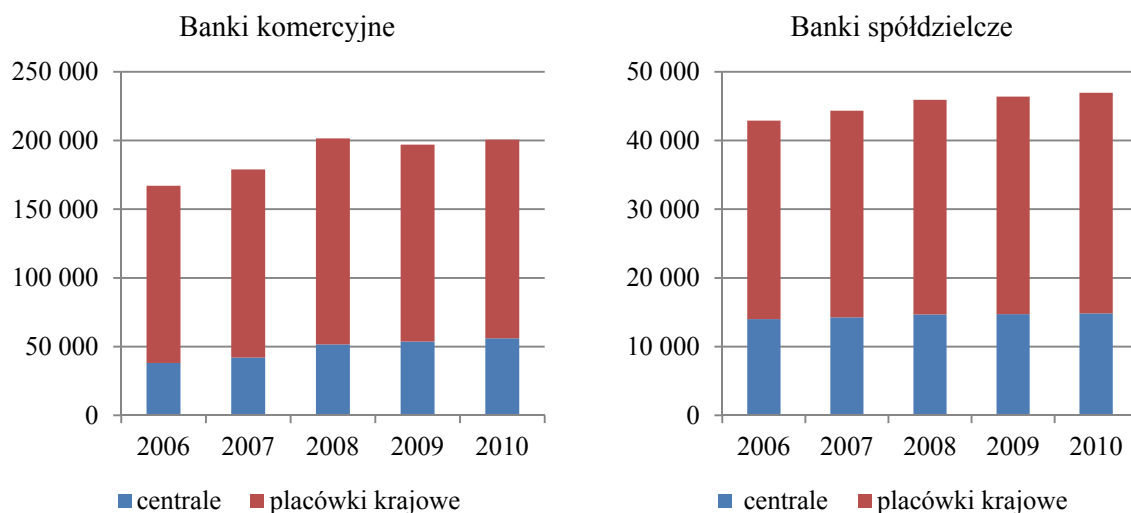 Banki komercyjne
250 000
200 000
150 000
100 000
50 000
0
2006 2007 2008 2009 2010
centrale placówki krajowe
Banki spółdzielcze
50 000
40 000
30 000
20 000
10 000
0
2006 2007 2008 2009 2010
centrale placówki krajowe